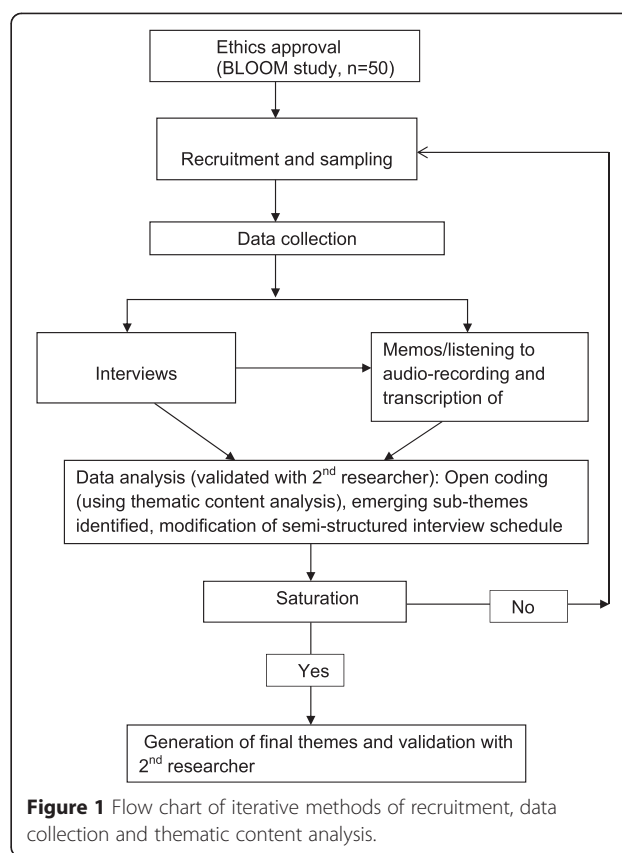 Ethics approval
(BLOOM study, n=50)
Recruitment and sampling
Data collection
Interviews
Memos/listening to
audio-recording and
transcription of
Data analysis (validated with 2nd researcher): Open coding
(using thematic content analysis), emerging sub-themes
identified, modification of semi-structured interview schedule
Saturation
No
Yes
Generation of final themes and validation with
2nd researcher
Figure 1 Flow chart of iterative methods of recruitment, data
collection and thematic content analysis.